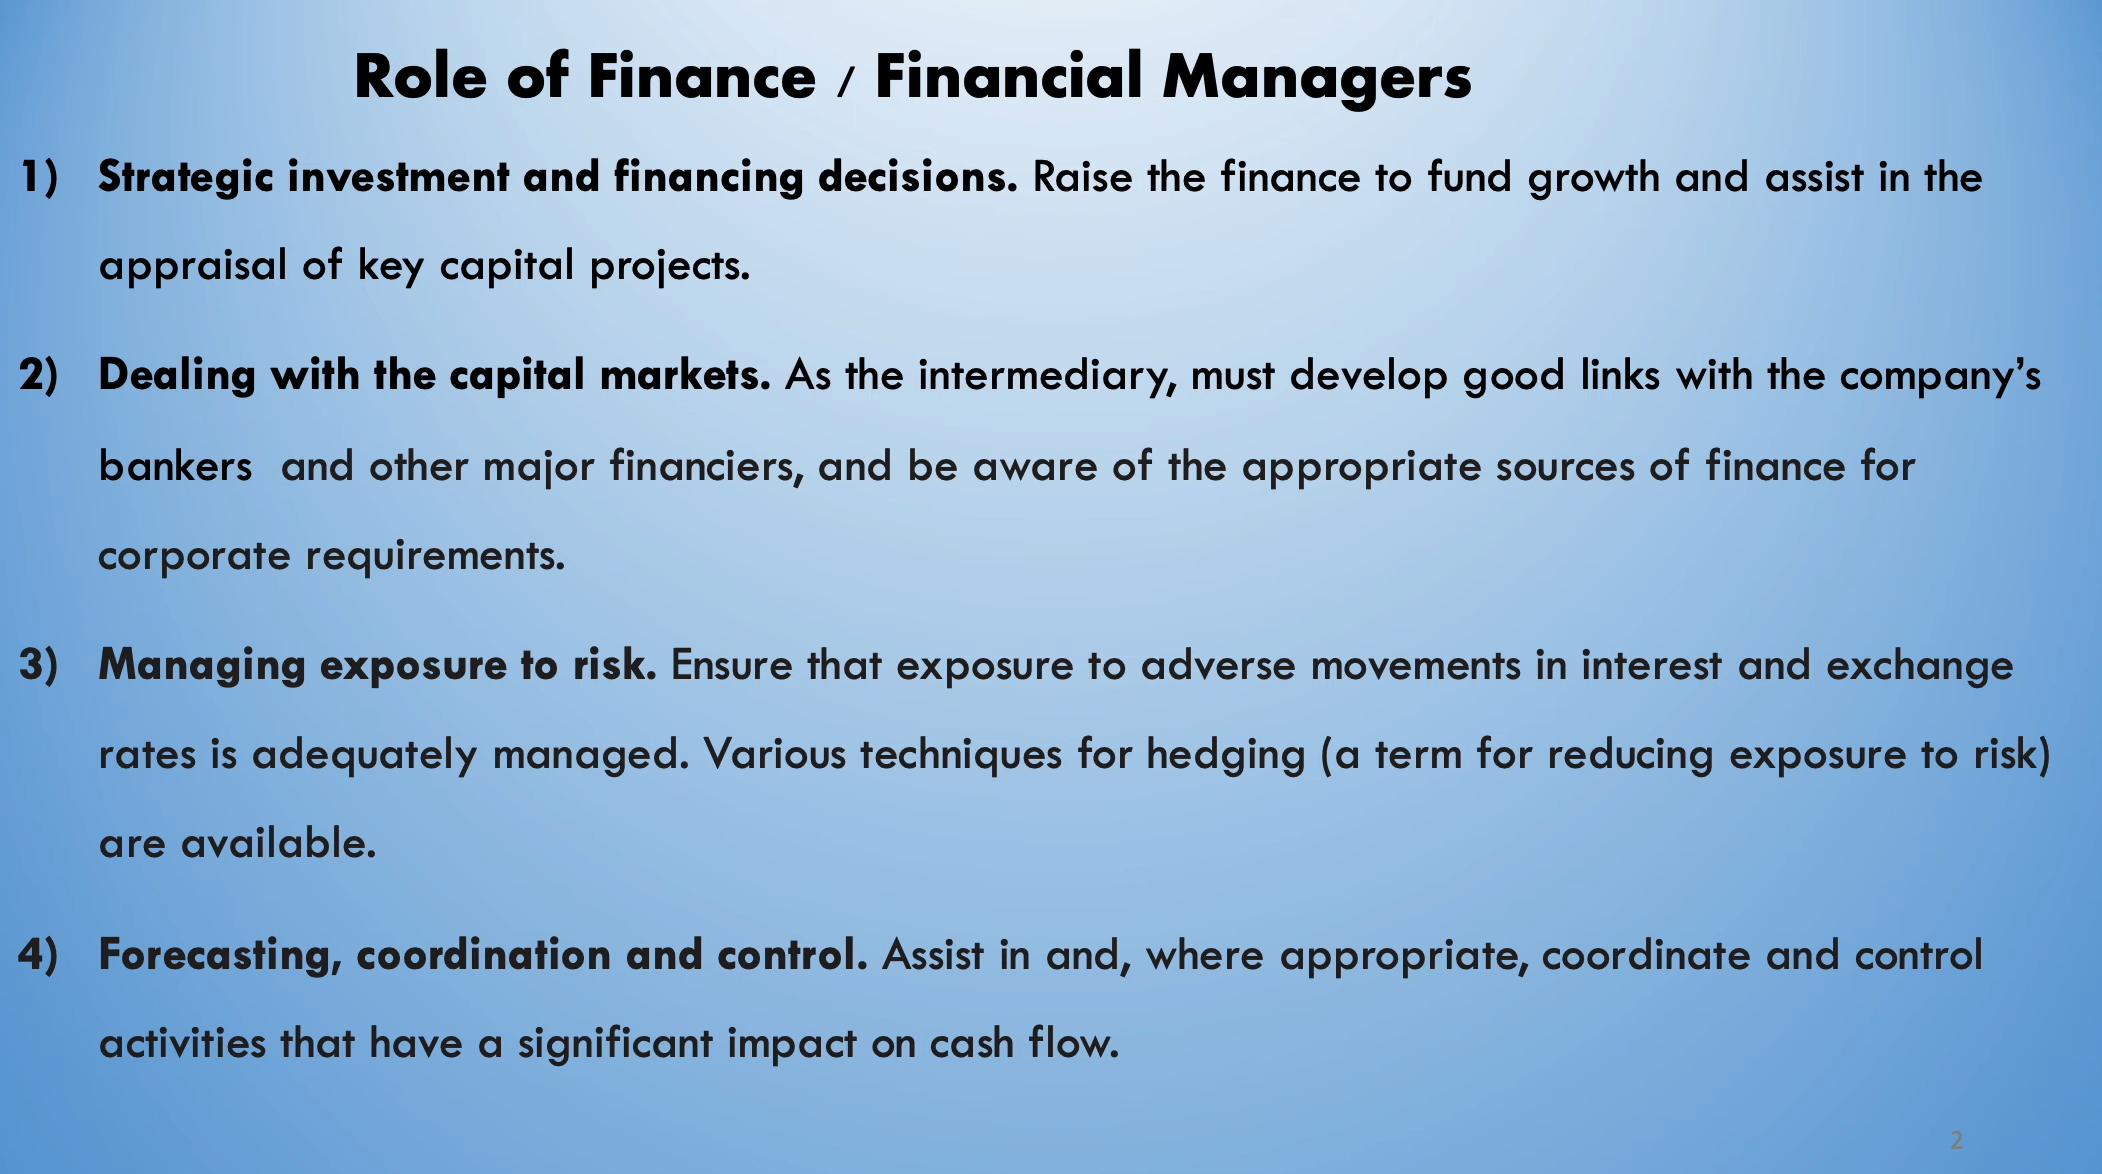 Role of Finance / Financial Managers
1) Strategic investment and financing decisions. Raise the finance to fund growth and assist in the
appraisal of key capital projects.
2) Dealing with the capital markets. As the intermediary, must develop good links with the company’s
bankers  and other major financiers, and be aware of the appropriate sources of finance for
corporate requirements.
3) Managing exposure to risk. Ensure that exposure to adverse movements in interest and exchange
rates is adequately managed. Various techniques for hedging (a term for reducing exposure to risk)
are available.
4) Forecasting, coordination and control. Assist in and, where appropriate, coordinate and control
activities that have a significant impact on cash flow.
2